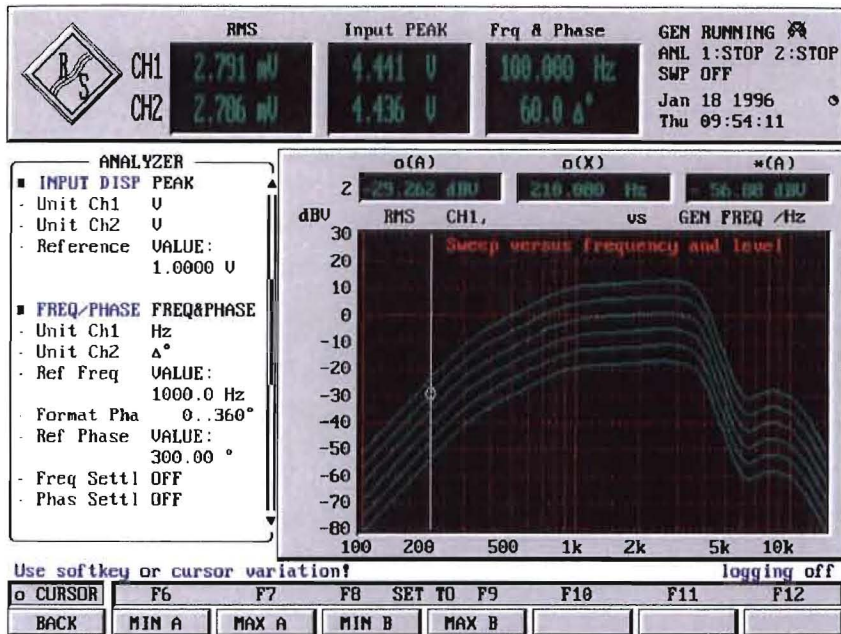 RMS Input PEAK Frq & Phase
R S
CH1 2.791 mV 4.441 V 100.000 Hz
CH2 2.786 mV 4.436 V 60.0 Δ°
GEN RUNNING
ANL 1:STOP 2:STOP
SWP OFF
Jan 18 1996
Thu 09:54:11
ANALYZER
INPUT DISP PEAK
Unit Ch1 V
Unit Ch2 V
Reference VALUE:
1.0000 V
FREQ/PHASE FREQ&PHASE
Unit Ch1 Hz
Unit Ch2 Δ°
Ref Freq VALUE:
1000.0 Hz
Format Pha 0..360°
Ref Phase VALUE:
300.00 °
Freq Settl OFF
Phas Settl OFF
o(A) o(X) *(A)
2 -29.262 dBV 210.000 Hz - 56.88 dBV
dBV RMS CH1, vs GEN FREQ /Hz
Sweep versus frequency and level
30
20
10
0
-10
-20
-30
-40
-50
-60
-70
-80
100 200 500 1k 2k 5k 10k
Use softkey or cursor variation! logging off
o CURSOR F6 F7 F8 SET TO F9 F10 F11 F12
BACK MIN A MAX A MIN B MAX B